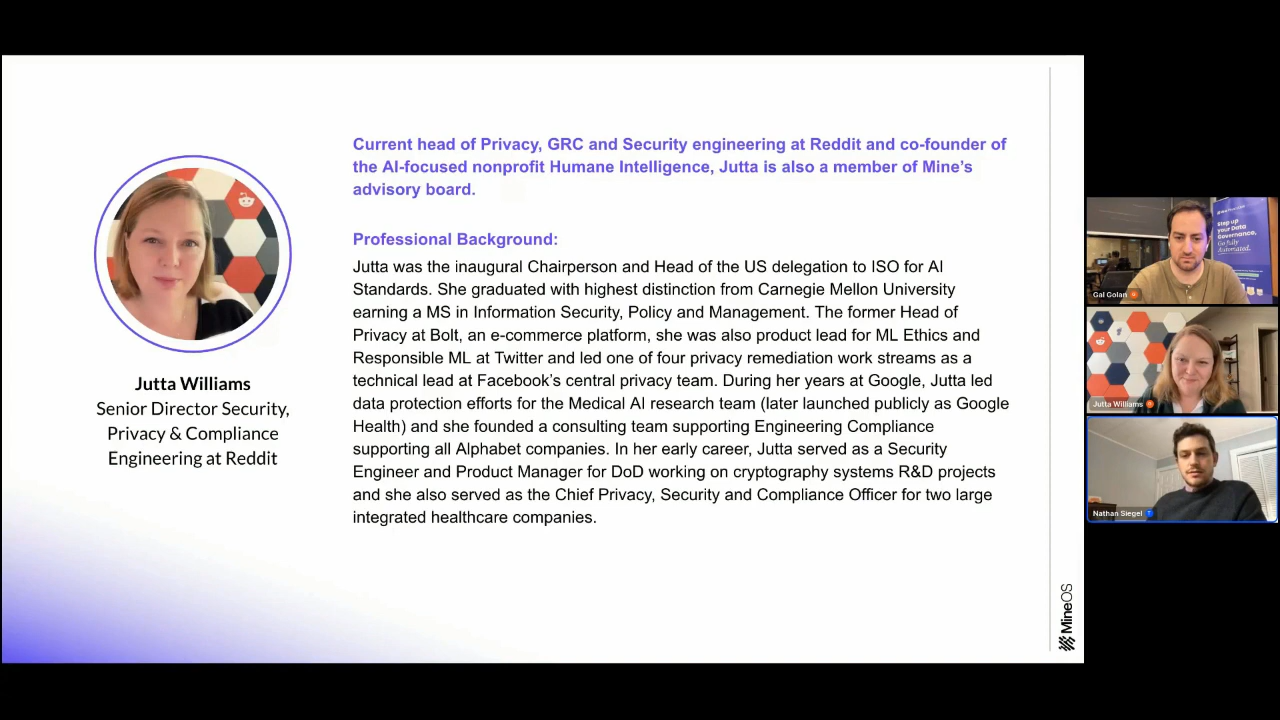 Current head of Privacy, GRC and Security engineering at Reddit and co-founder of
the AI-focused nonprofit Humane Intelligence, Jutta is also a member of Mine's
advisory board.
Professional Background:
Jutta was the inaugural Chairperson and Head of the US delegation to ISO for AI
Standards. She graduated with highest distinction from Carnegie Mellon University
earning a MS in Information Security, Policy and Management. The former Head of
Privacy at Bolt, an e-commerce platform, she was also product lead for ML Ethics and
Responsible ML at Twitter and led one of four privacy remediation work streams as a
technical lead at Facebook's central privacy team. During her years at Google, Jutta led
data protection efforts for the Medical AI research team (later launched publicly as Google
Health) and she founded a consulting team supporting Engineering Compliance
supporting all Alphabet companies. In her early career, Jutta served as a Security
Engineer and Product Manager for DoD working on cryptography systems R&D projects
and she also served as the Chief Privacy, Security and Compliance Officer for two large
integrated healthcare companies.
Jutta Williams
Senior Director Security,
Privacy & Compliance
Engineering at Reddit
MineOS
Step up
your Data
Governance,
Go fully
automated.
Gal Golan
Jutta Williams
Nathan Siegel